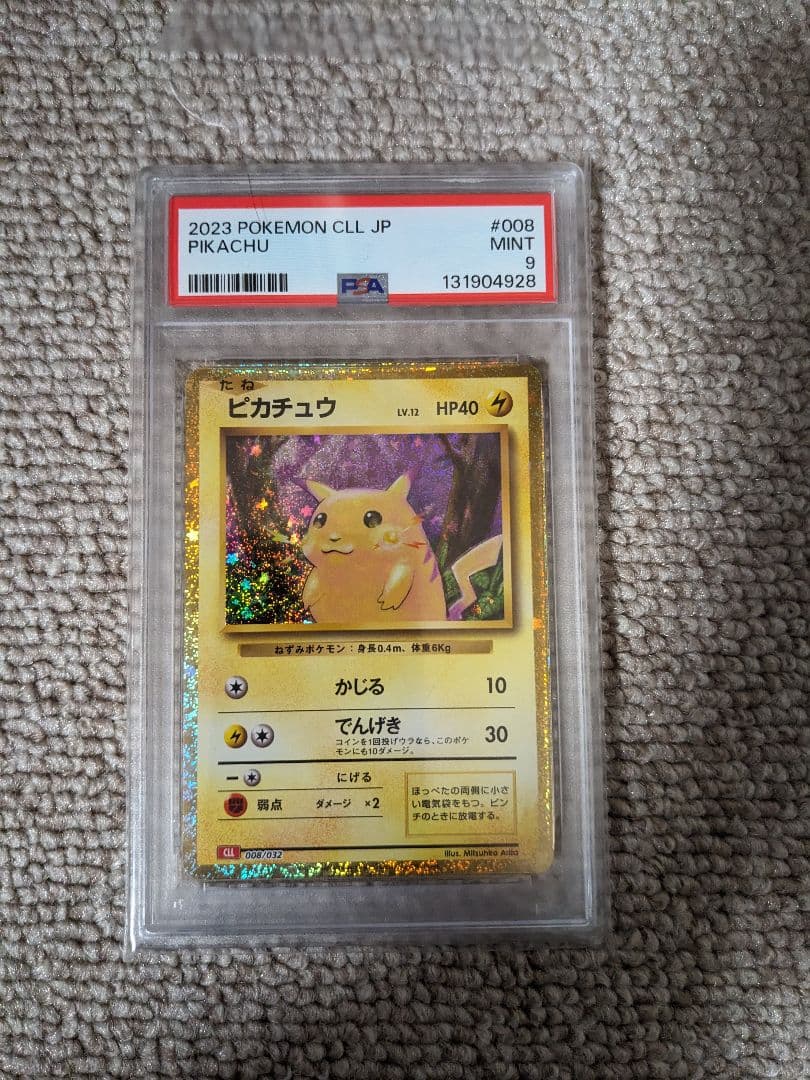 2023 POKEMON CLL JP #008
PIKACHU MINT
9
PSA 131904928
たね
ピカチュウ LV.12 HP40
ねずみポケモン：身長0.4m、体重6Kg
かじる 10
でんげき 30
コインを1回投げウラなら、このポケ
モンにも10ダメージ。
にげる
弱点 ダメージ ×2
ほっぺたの両側に小さ
い電気袋をもつ。ピン
チのときに放電する。
CLL 008/032 Illus. Mitsuhiro Arita